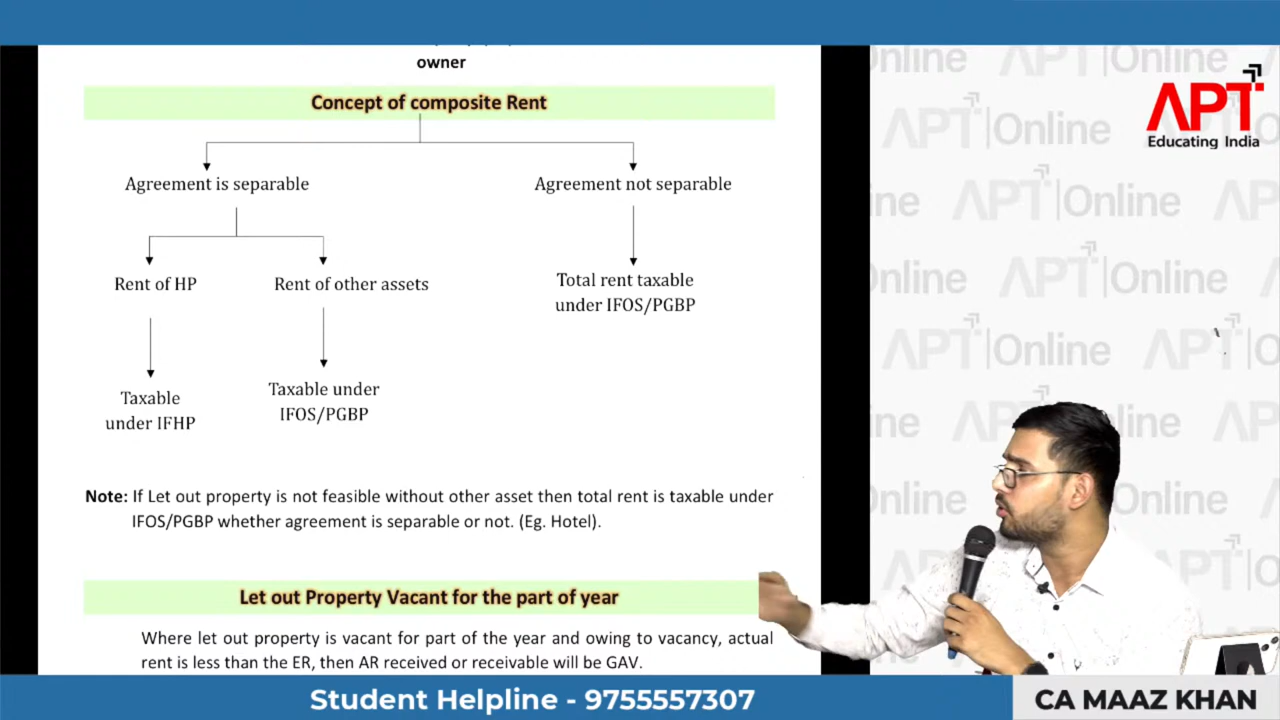 owner
Concept of composite Rent
Agreement is separable
Agreement not separable
Rent of HP
Rent of other assets
Total rent taxable
under IFOS/PGBP
Taxable
under IFHP
Taxable under
IFOS/PGBP
Note: If Let out property is not feasible without other asset then total rent is taxable under
IFOS/PGBP whether agreement is separable or not. (Eg. Hotel).
Let out Property Vacant for the part of year
Where let out property is vacant for part of the year and owing to vacancy, actual
rent is less than the ER, then AR received or receivable will be GAV.
APT
Educating India
APT|Online
Student Helpline - 9755557307
CA MAAZ KHAN